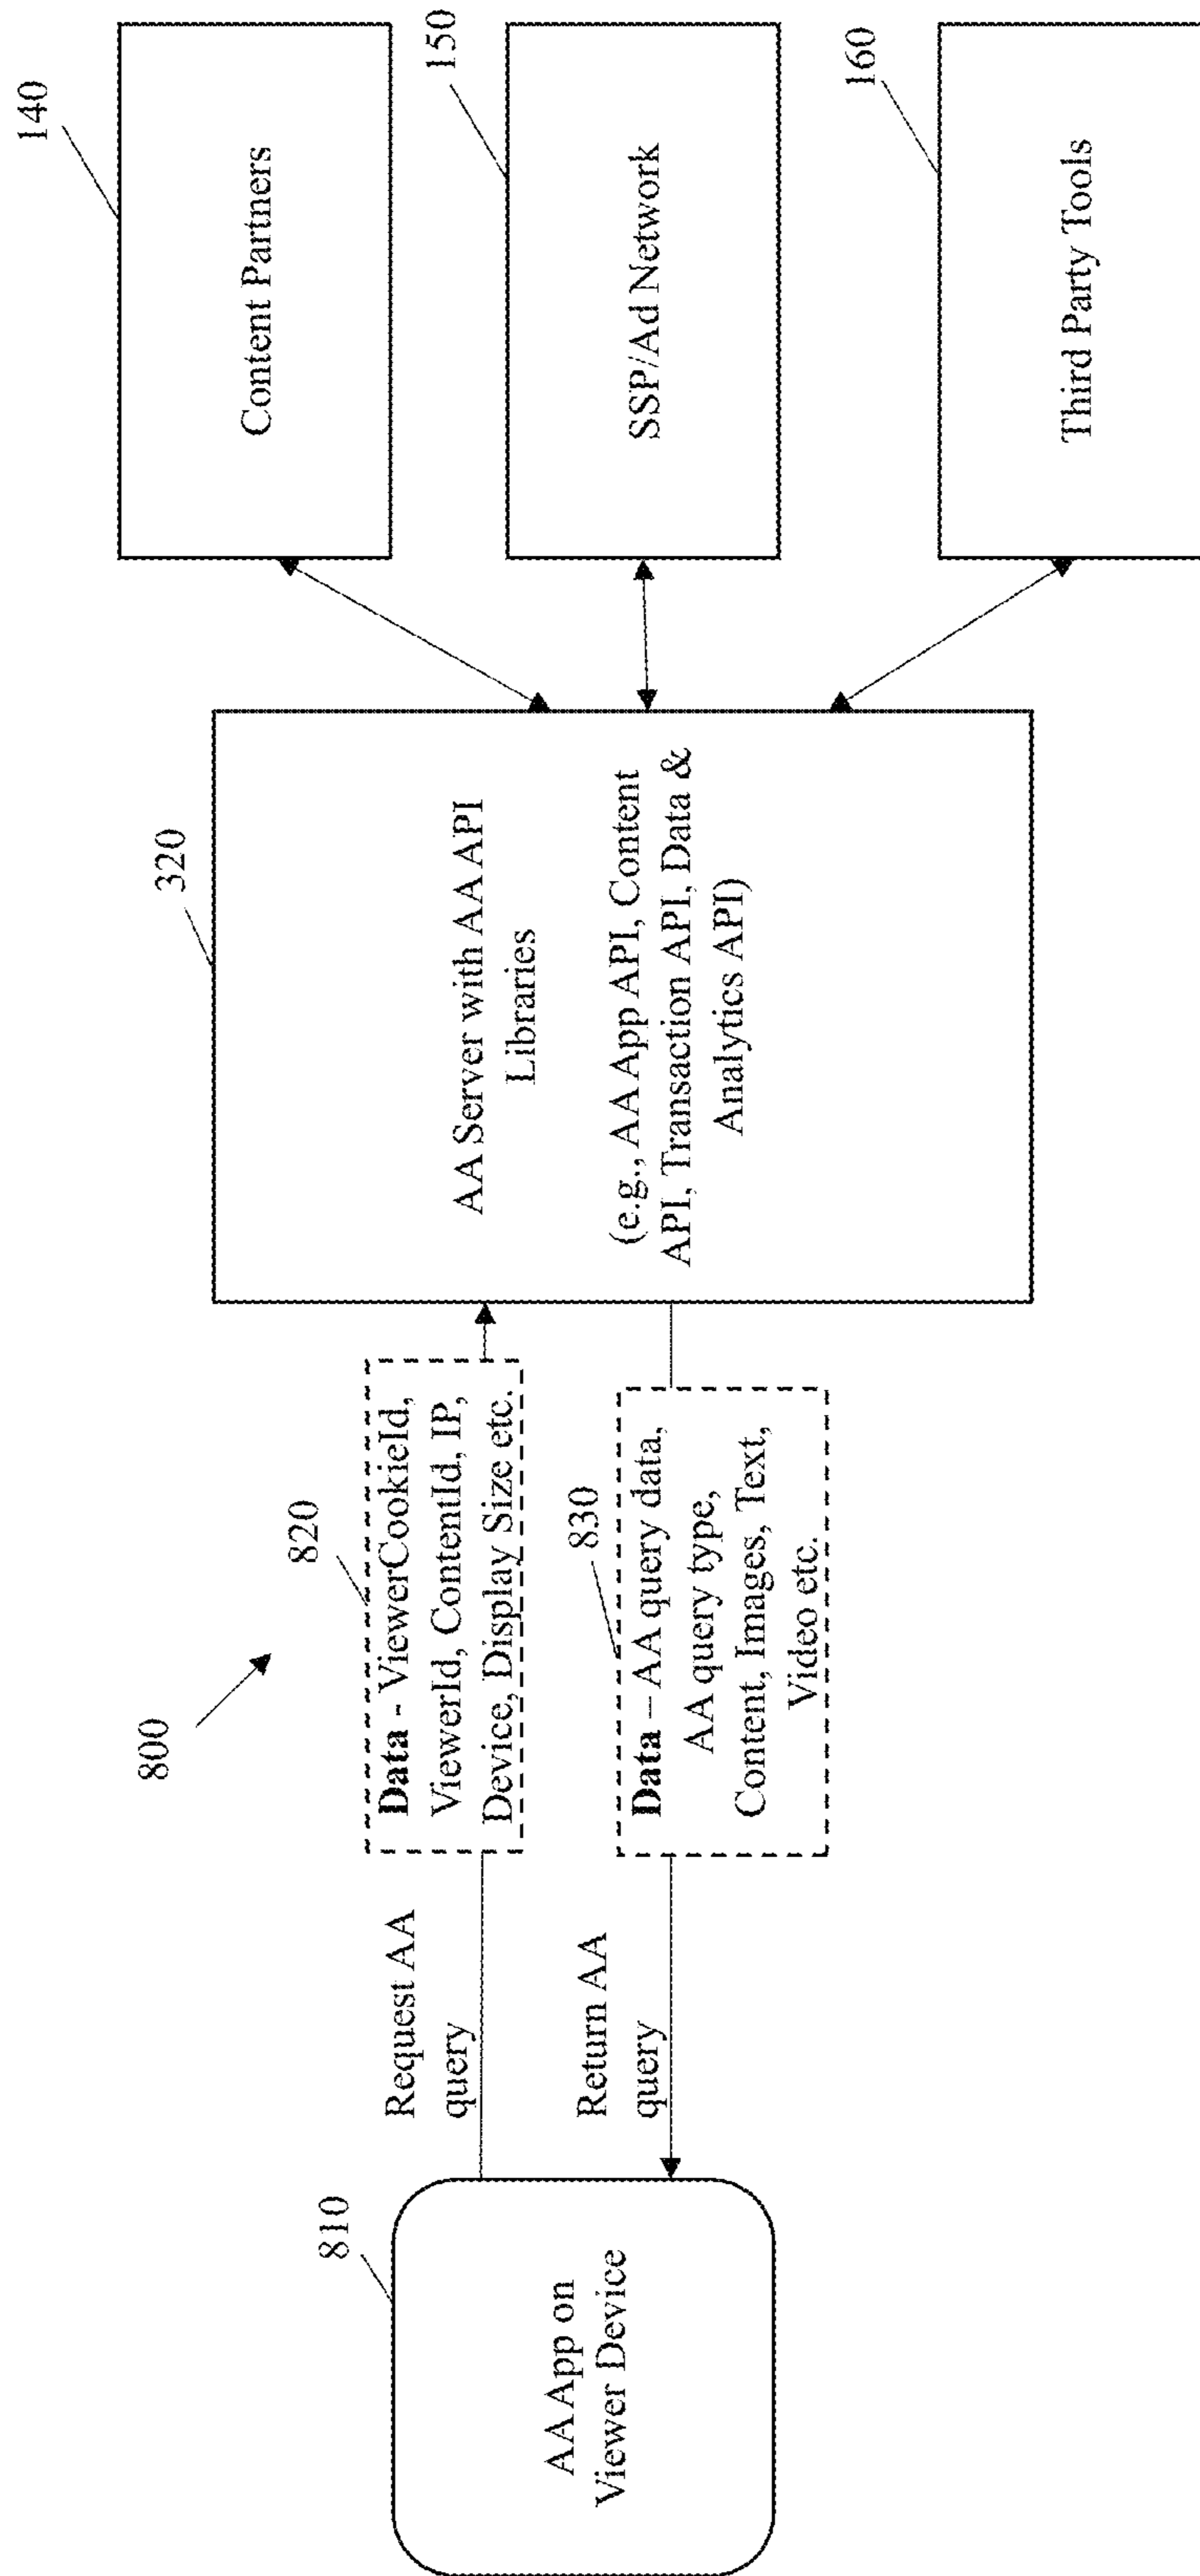 800
810
AA App on
Viewer Device
Request AA
query
Return AA
query
820
Data - ViewerCookieId,
ViewerId, ContentId, IP,
Device, Display Size etc.
830
Data – AA query data,
AA query type,
Content, Images, Text,
Video etc.
320
AA Server with AA API
Libraries
(e.g., AA App API, Content
API, Transaction API, Data &
Analytics API)
140
Content Partners
150
SSP/Ad Network
160
Third Party Tools